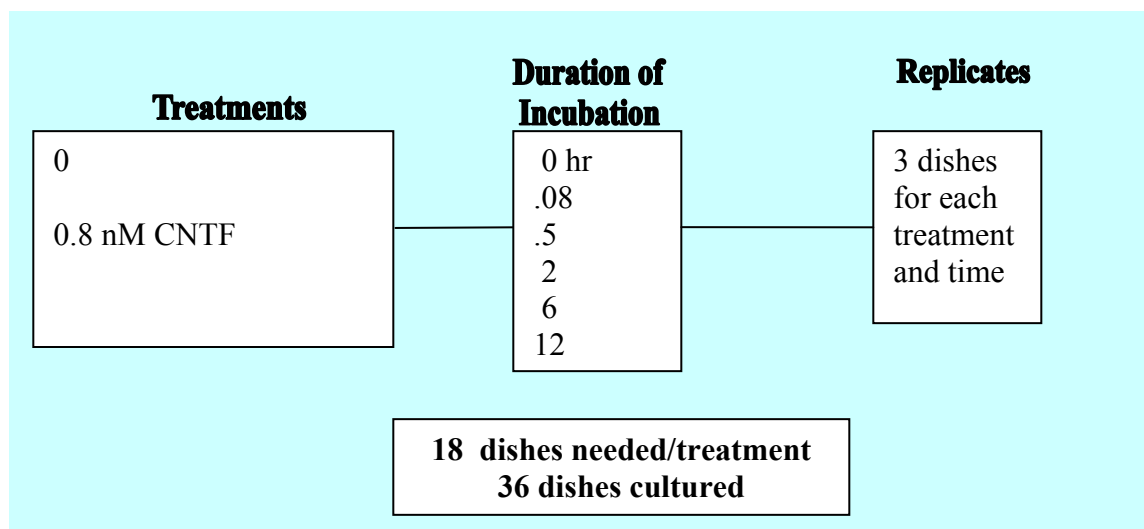 Treatments
0
0.8 nM CNTF
Duration of
Incubation
0 hr
.08
.5
2
6
12
Replicates
3 dishes
for each
treatment
and time
18 dishes needed/treatment
36 dishes cultured